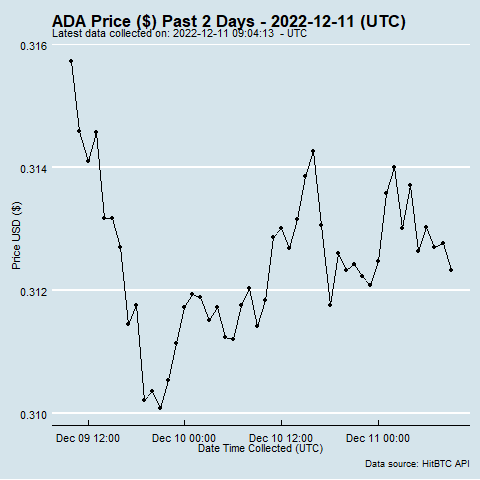 ADA Price ($) Past 2 Days - 2022-12-11 (UTC)
Latest data collected on: 2022-12-11 09:04:13  - UTC
0.316
0.314
0.312
0.310
Price USD ($)
Dec 09 12:00
Dec 10 00:00
Dec 10 12:00
Dec 11 00:00
Date Time Collected (UTC)
Data source: HitBTC API